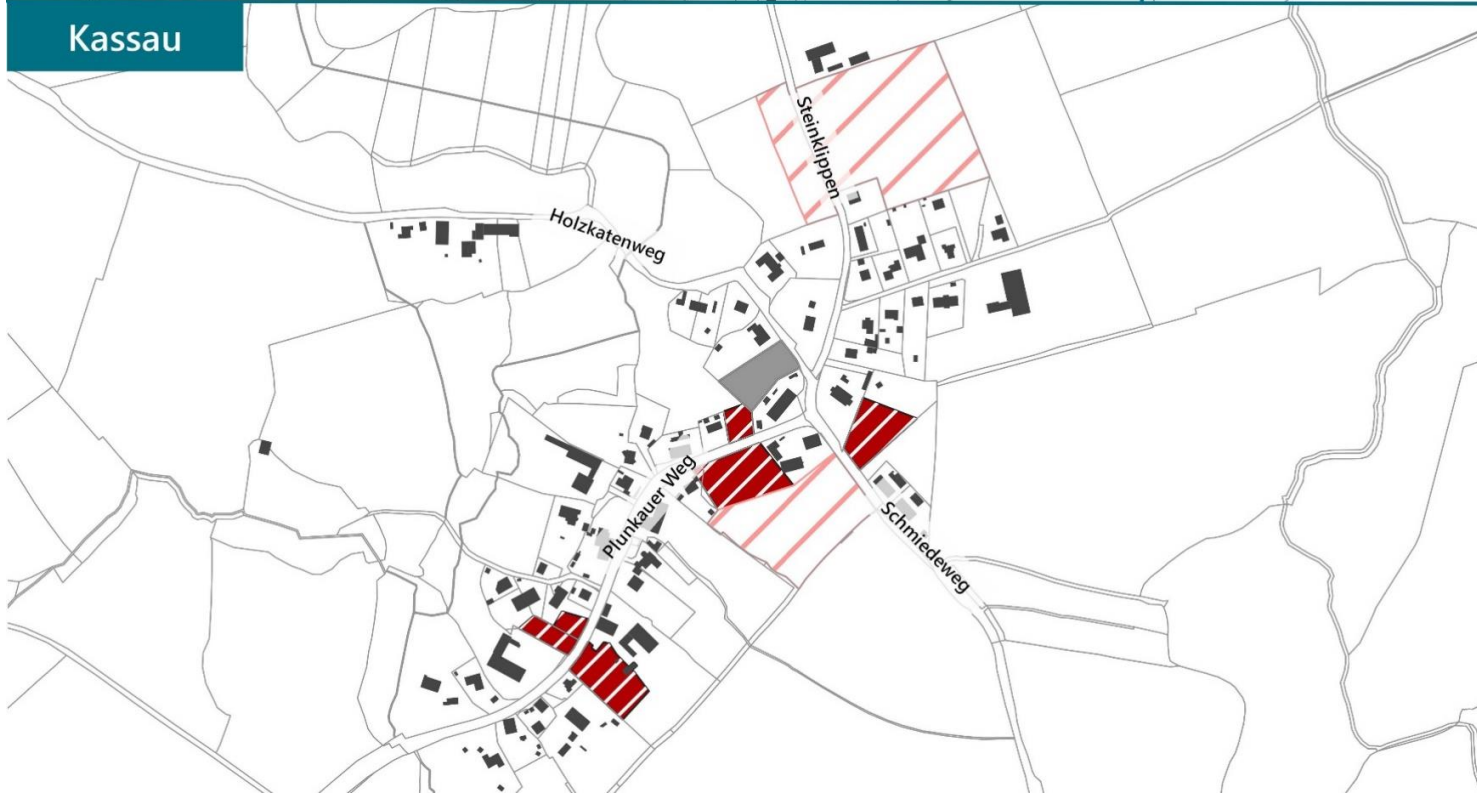 Kassau
Steinklippen
Holzkatenweg
Plunkauer Weg
Schmiedeweg